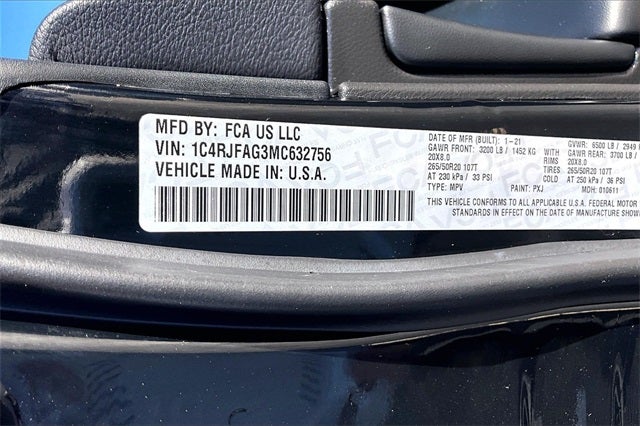 MFD BY: FCA US LLC
VIN: 1C4RJFAG3MC632756
VEHICLE MADE IN: U.S.A.
DATE OF MFR (BUILT): 1-21 GVWR: 6500 LB / 2949
GAWR FRONT: 3200 LB / 1452 KG WITH GAWR REAR: 3700 LB /
20X8.0 RIMS 20X8.0
265/50R20 107T TIRES 265/50R20 107T
AT 230 kPa / 33 PSI COLD AT 250 kPa / 36 PSI
TYPE: MPV PAINT: PXJ MDH: 010611
THIS VEHICLE CONFORMS TO ALL APPLICABLE U.S.A. FEDERAL MOTOR
STANDARDS IN EFFECT ON THE DATE OF MANUFACTURE SHOWN